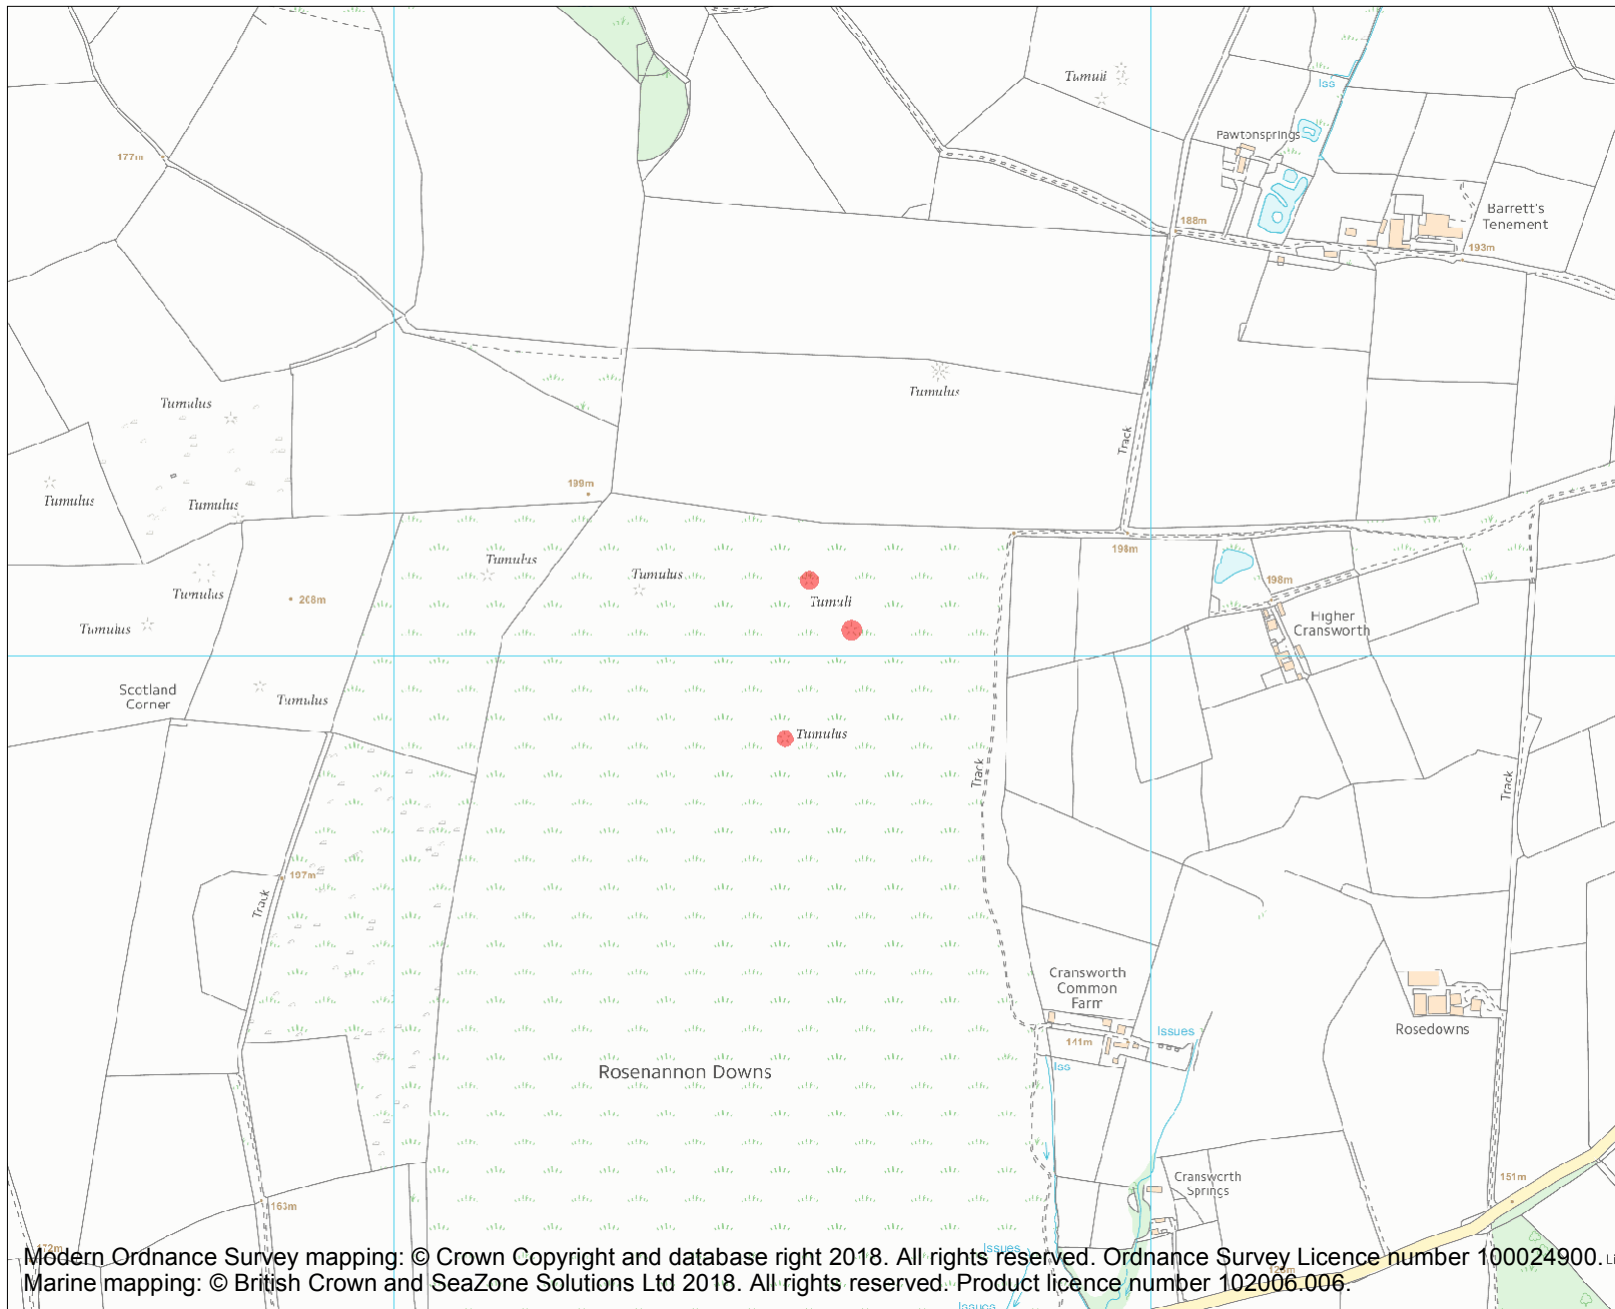 Tumuli
Iss
Pawtonsprings
177m
188m
Barrett's
Tenement
193m
Tumulus
Tumulus
Track
199m
Tumulus
Tumulus
Tumulus
Tumulus
198m
198m
Tumulus
208m
Tumuli
Higher
Cransworth
Tumulus
Scotland
Corner
Tumulus
Tumulus
Track
Track
197m
Track
Cransworth
Common
Farm
Issues
Rosedowns
141m
Iss
Rosenannon Downs
Cransworth
Springs
151m
163m
172m
Issues
Modern Ordnance Survey mapping: © Crown Copyright and database right 2018. All rights reserved. Ordnance Survey Licence number 100024900.
Marine mapping: © British Crown and SeaZone Solutions Ltd 2018. All rights reserved. Product licence number 102006.006.
Issues